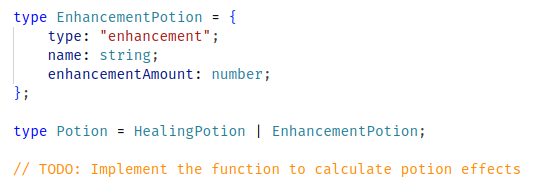 type EnhancementPotion = {
    type: "enhancement";
    name: string;
    enhancementAmount: number;
};

type Potion = HealingPotion | EnhancementPotion;

// TODO: Implement the function to calculate potion effects